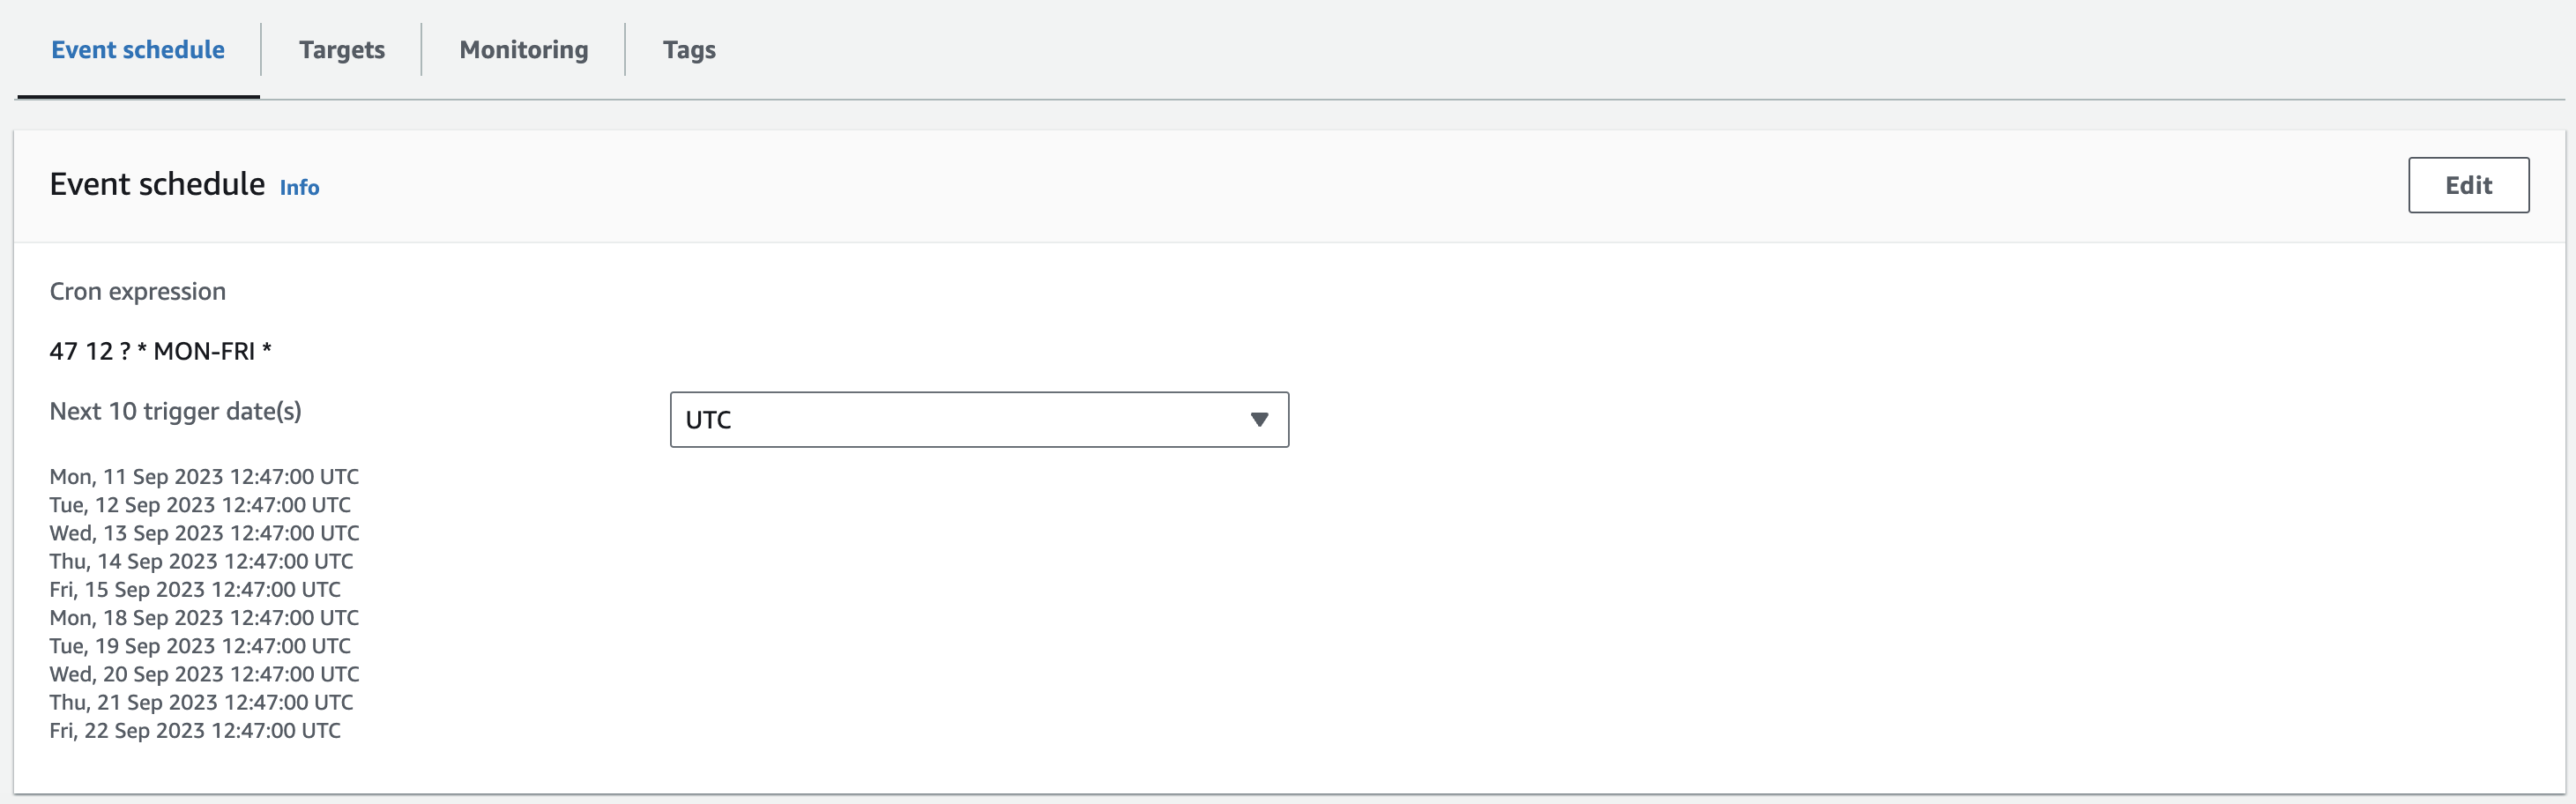 Event schedule Targets Monitoring Tags
Event schedule Info Edit
Cron expression
47 12 ? * MON-FRI *
Next 10 trigger date(s) UTC
Mon, 11 Sep 2023 12:47:00 UTC
Tue, 12 Sep 2023 12:47:00 UTC
Wed, 13 Sep 2023 12:47:00 UTC
Thu, 14 Sep 2023 12:47:00 UTC
Fri, 15 Sep 2023 12:47:00 UTC
Mon, 18 Sep 2023 12:47:00 UTC
Tue, 19 Sep 2023 12:47:00 UTC
Wed, 20 Sep 2023 12:47:00 UTC
Thu, 21 Sep 2023 12:47:00 UTC
Fri, 22 Sep 2023 12:47:00 UTC